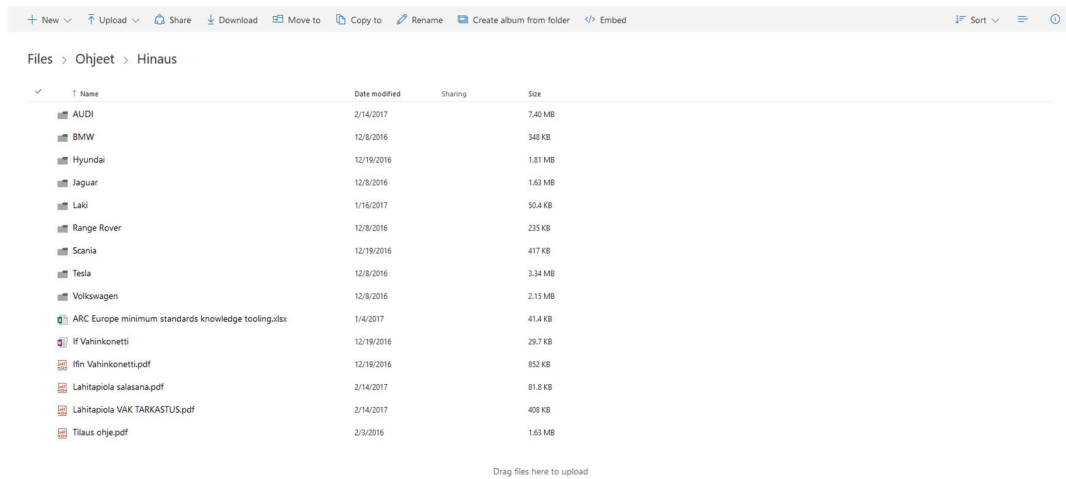 New Upload Share Download Move to Copy to Rename Create album from folder Embed Sort
Files > Ohjeet > Hinaus
Name Date modified Sharing Size
AUDI 2/14/2017 7.40 MB
BMW 12/8/2016 348 KB
Hyundai 12/19/2016 1.81 MB
Jaguar 12/8/2016 1.63 MB
Laki 1/16/2017 50.4 KB
Range Rover 12/8/2016 235 KB
Scania 12/19/2016 417 KB
Tesla 12/8/2016 3.34 MB
Volkswagen 12/8/2016 2.15 MB
ARC Europe minimum standards knowledge tooling.xlsx 1/4/2017 41.4 KB
If Vahinkonetti 12/19/2016 29.7 KB
Ifin Vahinkonetti.pdf 12/19/2016 852 KB
Lahitapiola salasana.pdf 2/14/2017 81.8 KB
Lähitapiola VAK TARKASTUS.pdf 2/14/2017 408 KB
Tilaus ohje.pdf 2/3/2016 1.63 MB
Drag files here to upload